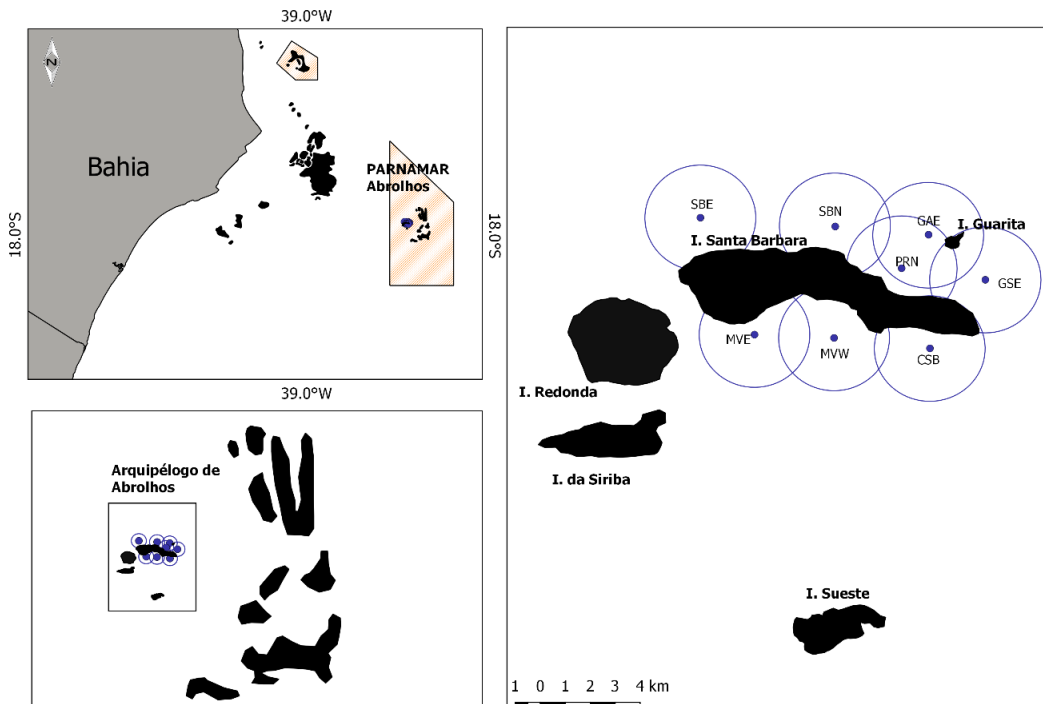 39.0°W
N
Bahia
PARNAMAR
Abrolhos
18.0°S
18.0°S
39.0°W
Arquipélogo de
Abrolhos
SBE
SBN
GAE
I. Guarita
I. Santa Barbara
PRN
GSE
MVE
MVW
CSB
I. Redonda
I. da Siriba
I. Sueste
1 0 1 2 3 4 km